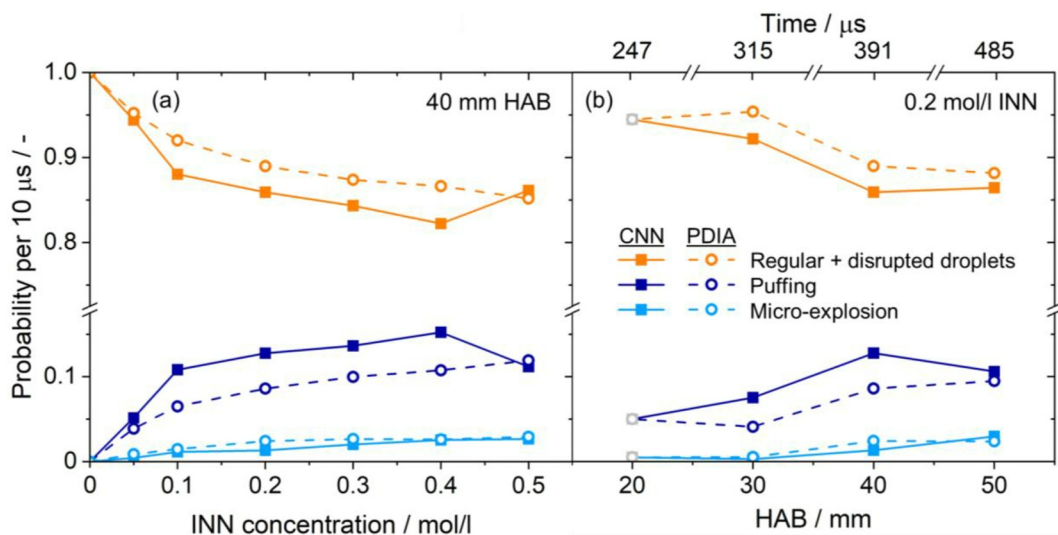 Time / μs
247 315 391 485
1.0 (a) 40 mm HAB (b) 0.2 mol/l INN
0.9
0.8
0.1
0
Probability per 10 μs / -
CNN PDIA
Regular + disrupted droplets
Puffing
Micro-explosion
0 0.1 0.2 0.3 0.4 0.5 20 30 40 50
INN concentration / mol/l HAB / mm